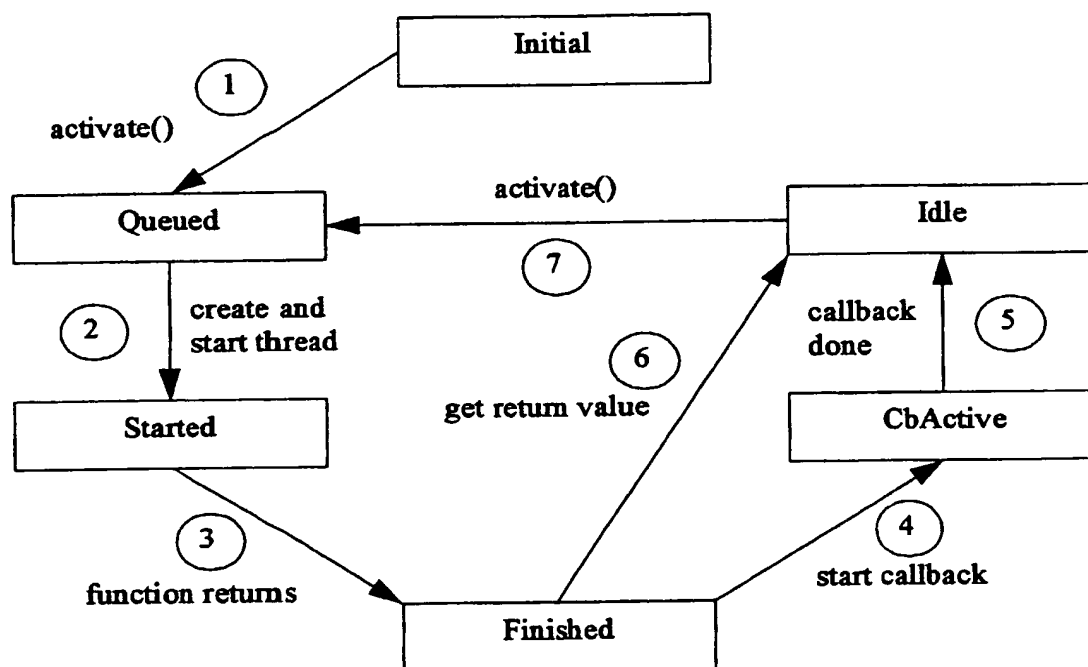 Initial
1
activate()
Queued
activate()
Idle
7
2
create and
start thread
callback
done
5
6
get return value
Started
CbActive
3
4
function returns
start callback
Finished